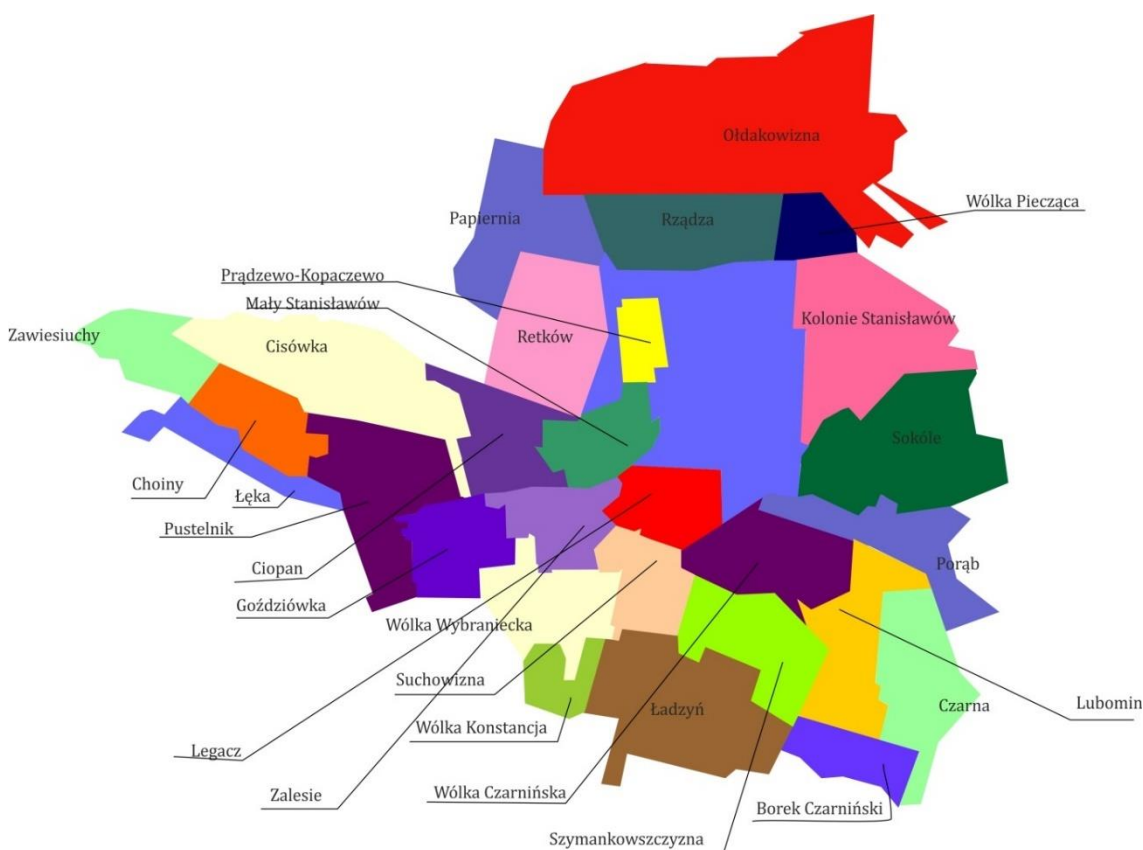 Ołdakowizna
Wólka Piecząca
Papiernia
Rządza
Prądzewo-Kopaczewo
Mały Stanisławów
Kolonie Stanisławów
Zawiesiuchy
Cisówka
Retków
Sokóle
Choiny
Łęka
Pustelnik
Ciopan
Porąb
Goździówka
Wólka Wybraniecka
Suchowizna
Lubomin
Czarna
Ładzyń
Wólka Konstancja
Legacz
Zalesie
Wólka Czarnińska
Borek Czarniński
Szymankowszczyzna